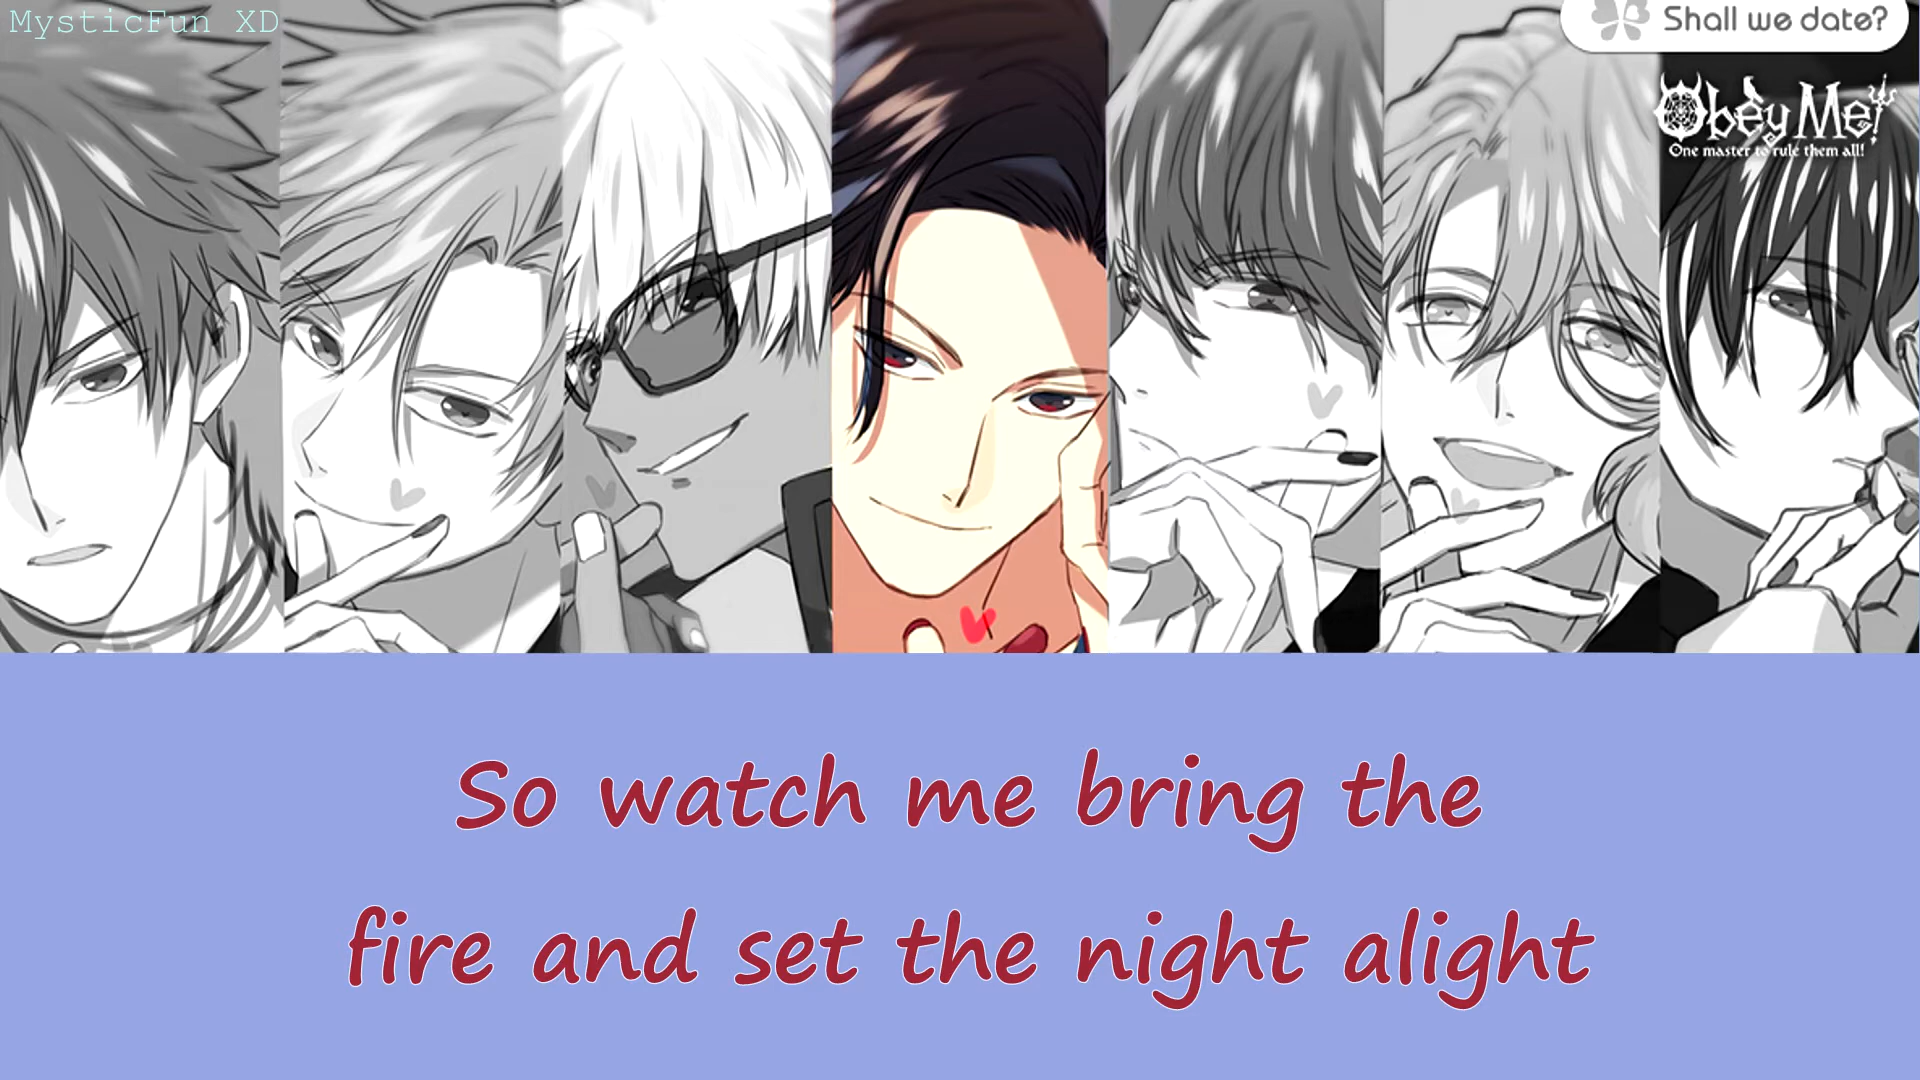 MysticFun XD
Shall we date?
Obey Me!
One master to rule them all!
So watch me bring the
fire and set the night alight